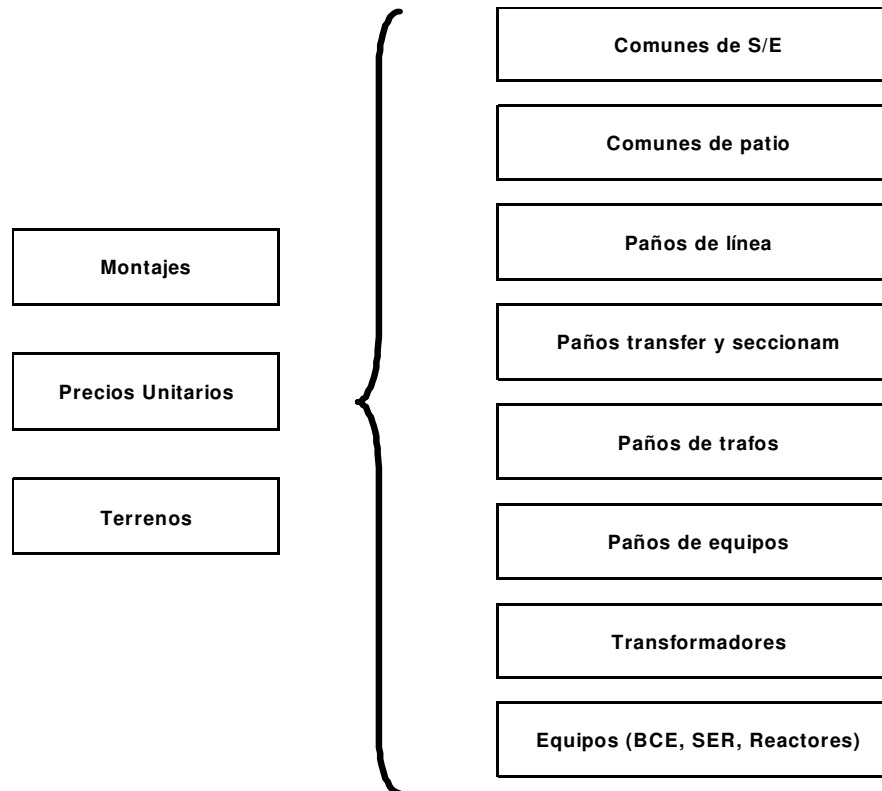 Montajes
Precios Unitarios
Terrenos
Comunes de S/E
Comunes de patio
Paños de línea
Paños transfer y seccionam
Paños de trafos
Paños de equipos
Transformadores
Equipos (BCE, SER, Reactores)